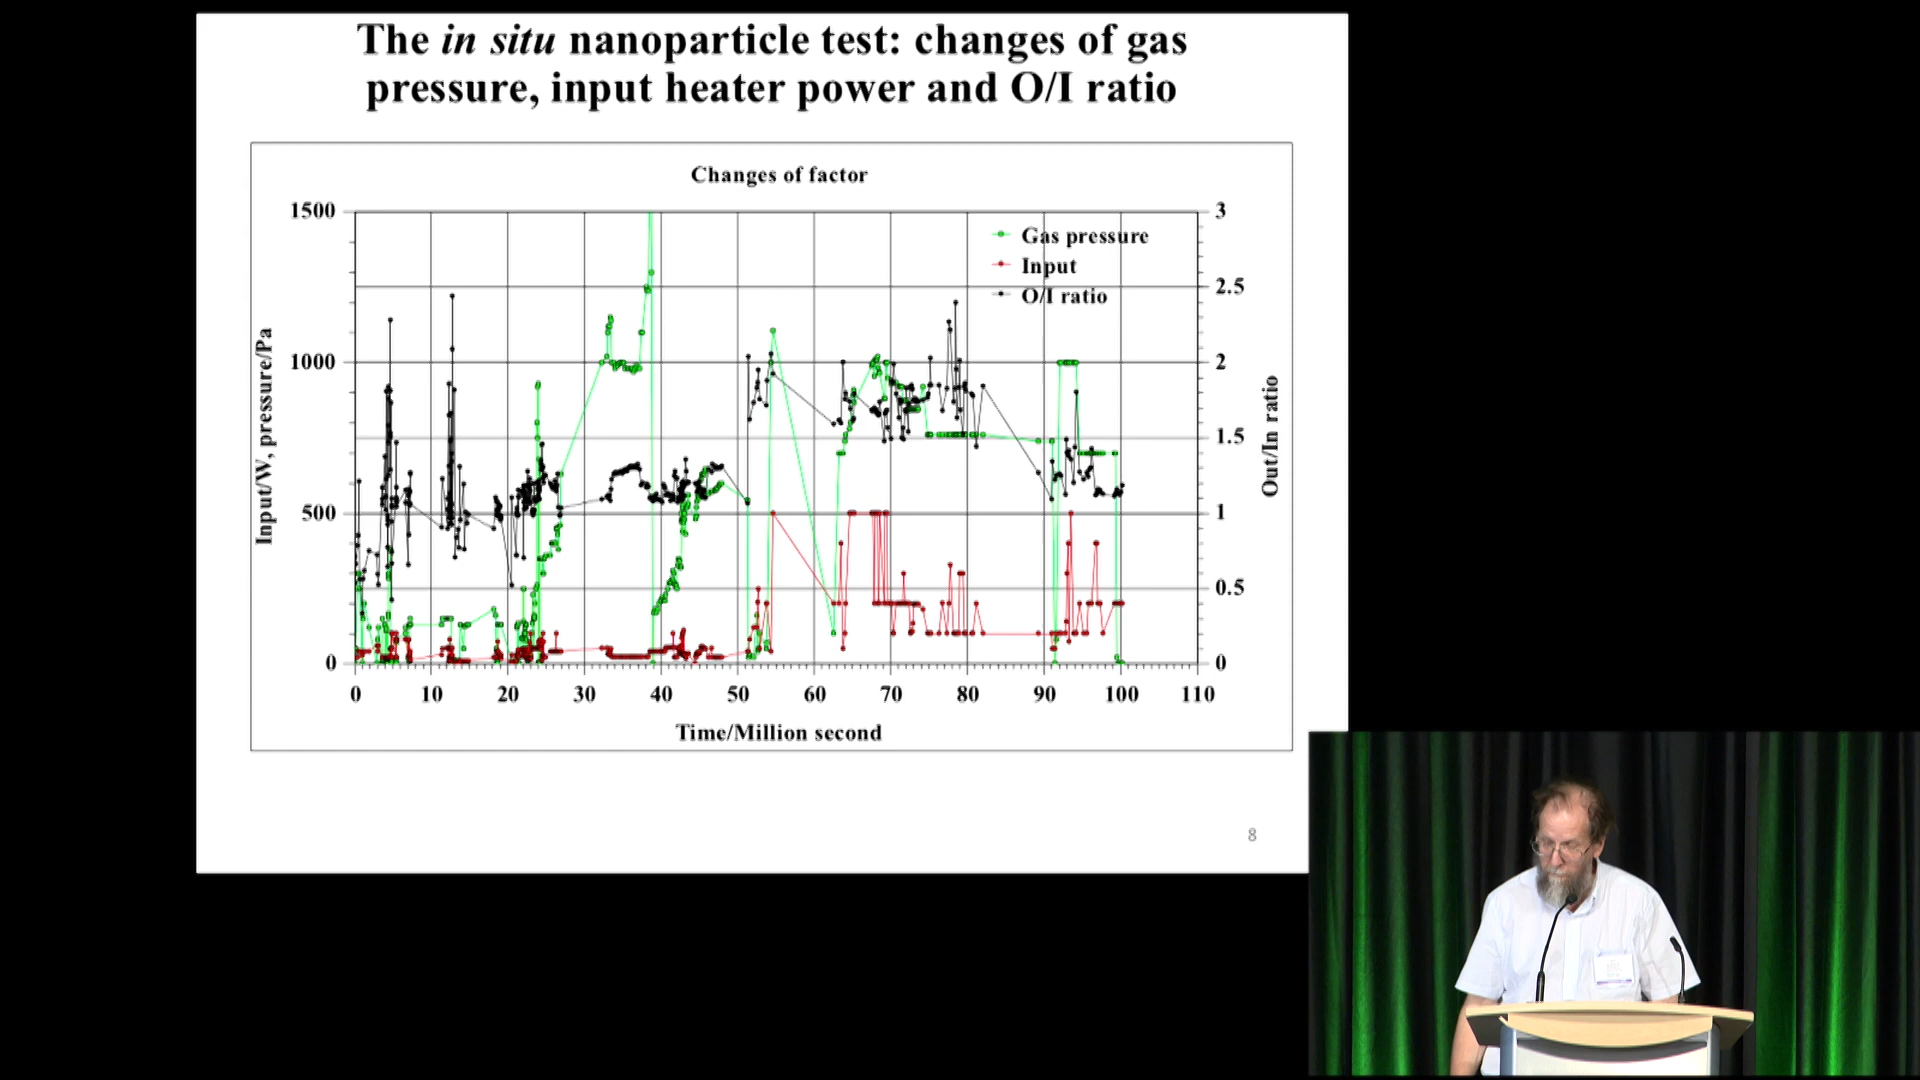 The in situ nanoparticle test: changes of gas
pressure, input heater power and O/I ratio
Changes of factor
1500
1000
500
0
Input/W, pressure/Pa
3
2.5
2
1.5
1
0.5
0
Out/In ratio
Gas pressure
Input
O/I ratio
0 10 20 30 40 50 60 70 80 90 100 110
Time/Million second
8